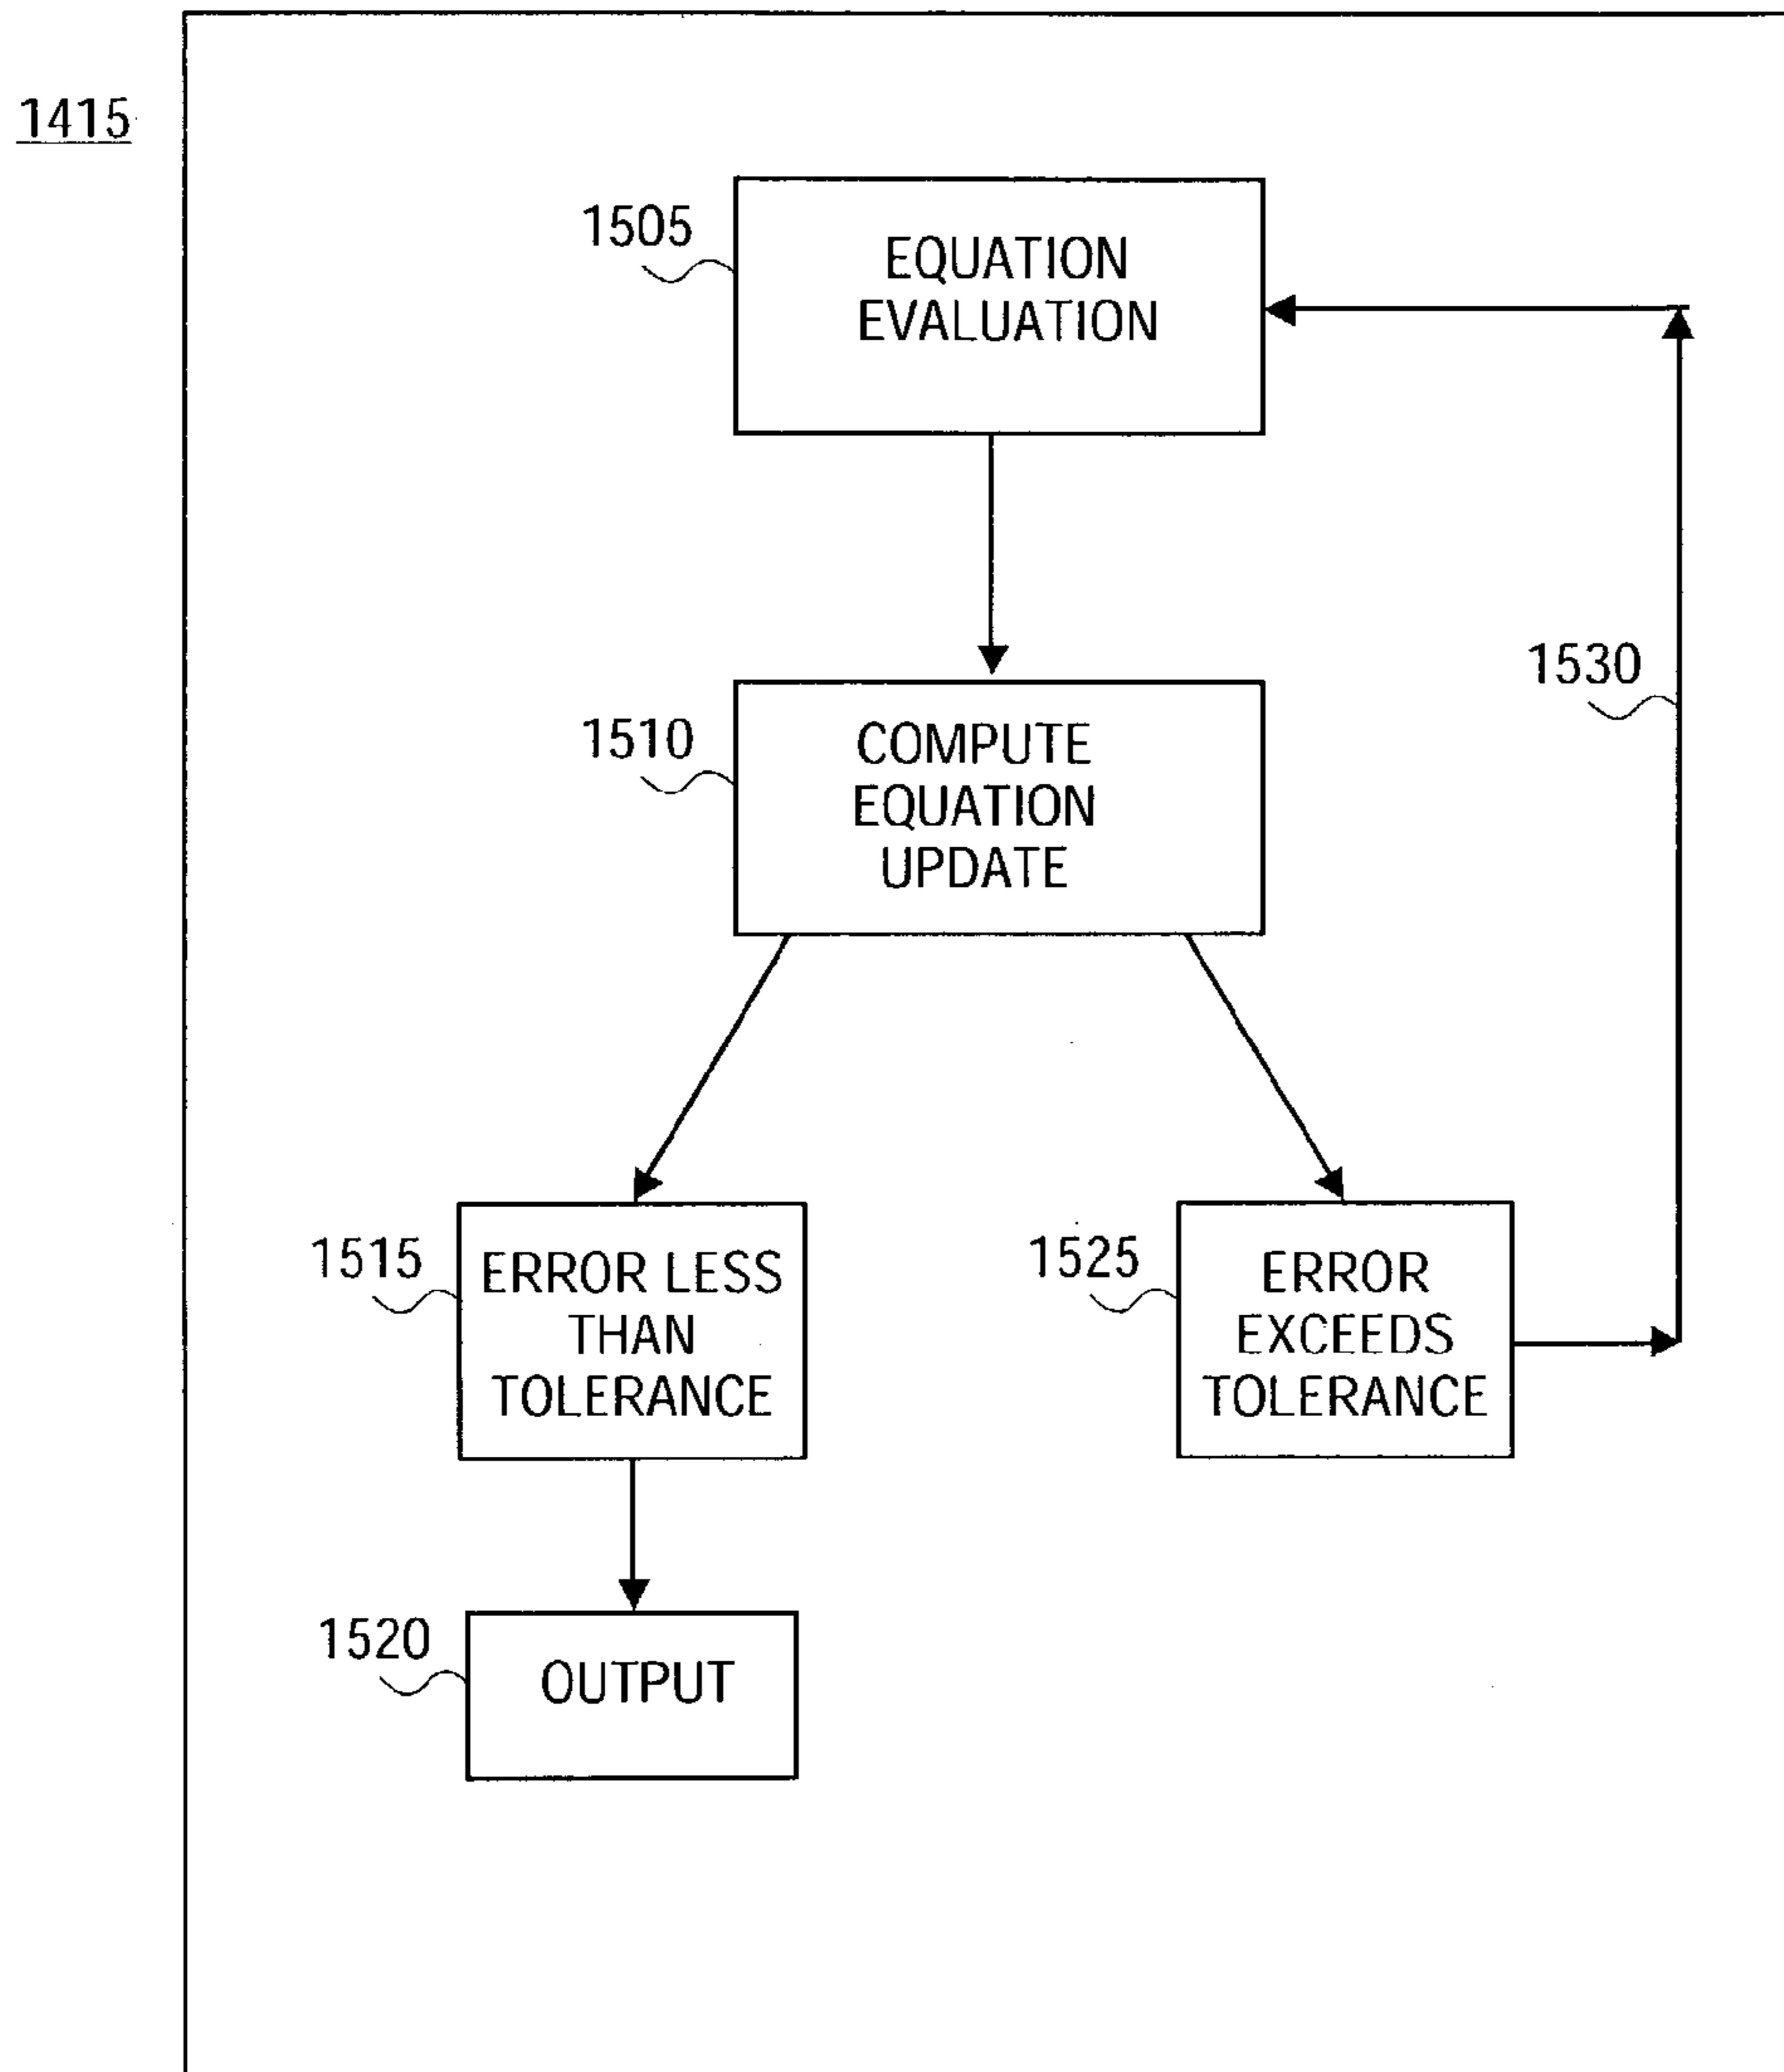 1415
1505
EQUATION
EVALUATION
1530
1510
COMPUTE
EQUATION
UPDATE
1515
ERROR LESS
THAN
TOLERANCE
1525
ERROR
EXCEEDS
TOLERANCE
1520
OUTPUT